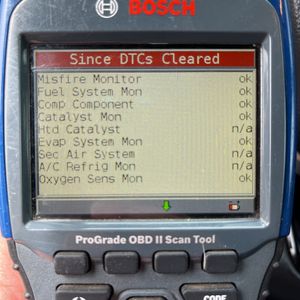 BOSCH
Since DTCs Cleared
Misfire Monitor ok
Fuel System Mon ok
Comp Component ok
Catalyst Mon ok
Htd Catalyst n/a
Evap System Mon ok
Sec Air System n/a
A/C Refrig Mon n/a
Oxygen Sens Mon ok
ProGrade OBD II Scan Tool
CODE